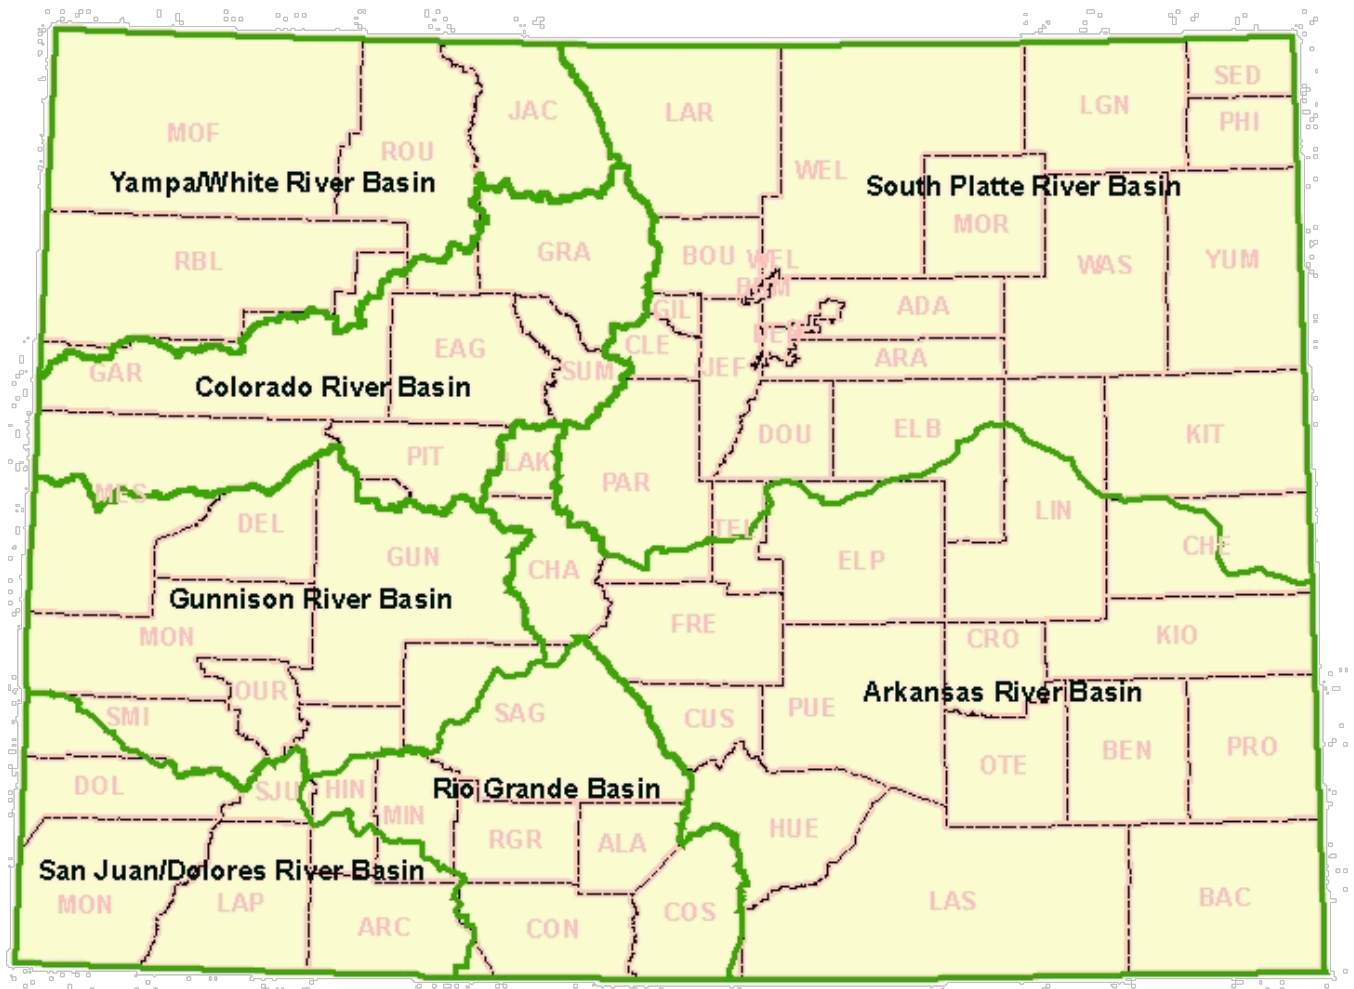 SED
JAC
LAR
LGN
PHI
MOF
ROU
WEL
Yampa/White River Basin
South Platte River Basin
MOR
RBL
GRA
BOU
WEL
WAS
YUM
GIL
ADA
CLE
EAG
SUM
JEF
ARA
GAR
Colorado River Basin
DOU
ELB
KIT
PIT
LAK
PAR
MES
DEL
TEL
LIN
GUN
CHA
ELP
CHE
Gunnison River Basin
MON
FRE
CRO
KIO
OUR
Arkansas River Basin
SMI
SAG
CUS
PUE
DOL
SJU
HIN
Rio Grande Basin
OTE
BEN
PRO
MIN
RGR
ALA
HUE
San Juan/Dolores River Basin
MON
LAP
ARC
CON
COS
LAS
BAC